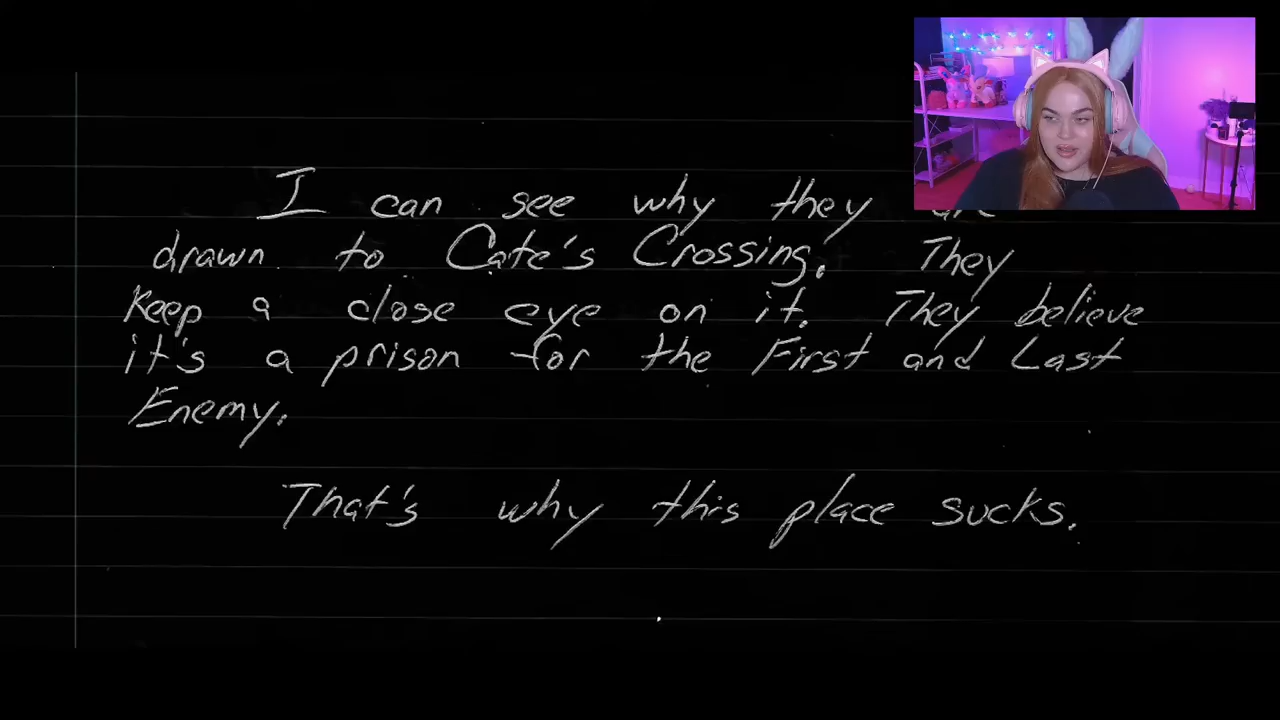 I can see why they are
drawn to Cate's Crossing. They
keep a close eye on it. They believe
it's a prison for the First and Last
Enemy.
That's why this place sucks.